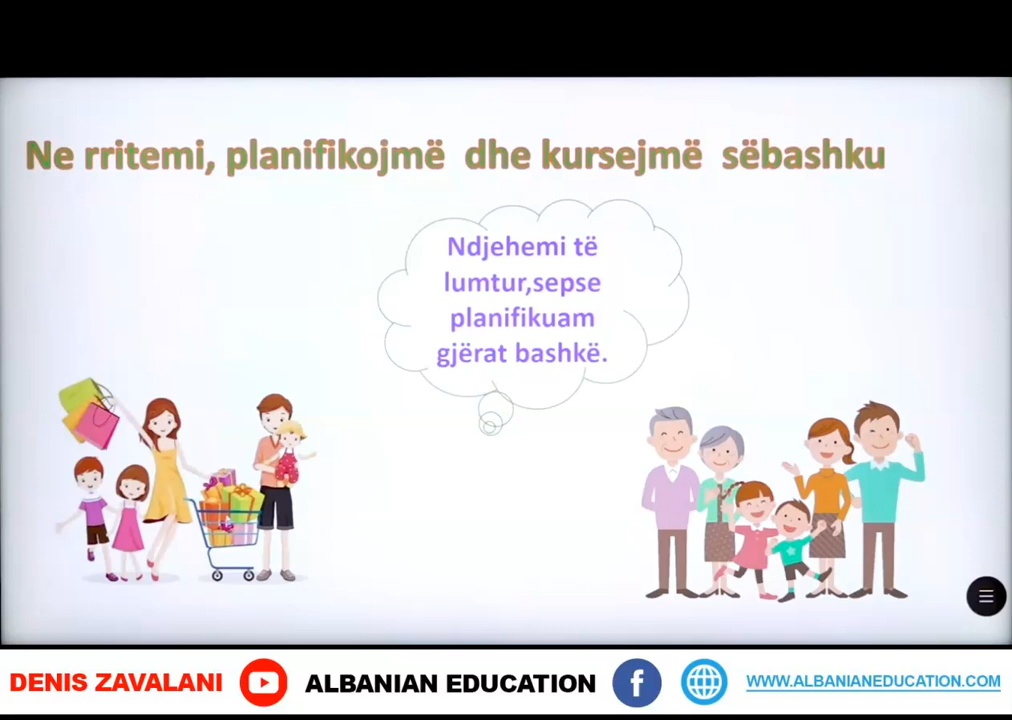 Ne rritemi, planifikojmë dhe kursejmë sëbashku
Ndjehemi të
lumtur,sepse
planifikuam
gjërat bashkë.
DENIS ZAVALANI
ALBANIAN EDUCATION
f
WWW.ALBANIANEDUCATION.COM